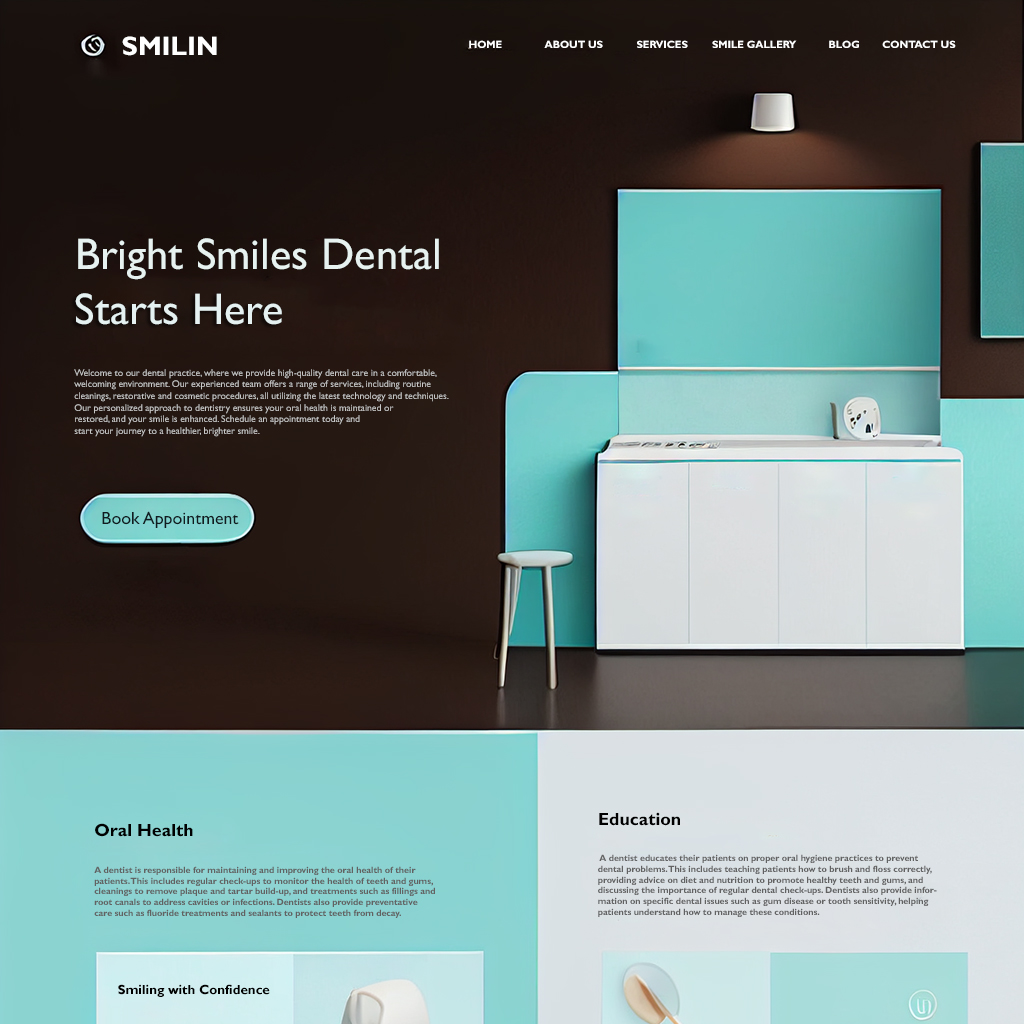 SMILIN
HOME ABOUT US SERVICES SMILE GALLERY BLOG CONTACT US
Bright Smiles Dental
Starts Here
Welcome to our dental practice, where we provide high-quality dental care in a comfortable,
welcoming environment. Our experienced team offers a range of services, including routine
cleanings, restorative and cosmetic procedures, all utilizing the latest technology and techniques.
Our personalized approach to dentistry ensures your oral health is maintained or
restored, and your smile is enhanced. Schedule an appointment today and
start your journey to a healthier, brighter smile.
Book Appointment
Oral Health
A dentist is responsible for maintaining and improving the oral health of their
patients. This includes regular check-ups to monitor the health of teeth and gums,
cleanings to remove plaque and tartar build-up, and treatments such as fillings and
root canals to address cavities or infections. Dentists also provide preventative
care such as fluoride treatments and sealants to protect teeth from decay.
Smiling with Confidence
Education
A dentist educates their patients on proper oral hygiene practices to prevent
dental problems. This includes teaching patients how to brush and floss correctly,
providing advice on diet and nutrition to promote healthy teeth and gums, and
discussing the importance of regular dental check-ups. Dentists also provide infor-
mation on specific dental issues such as gum disease or tooth sensitivity, helping
patients understand how to manage these conditions.